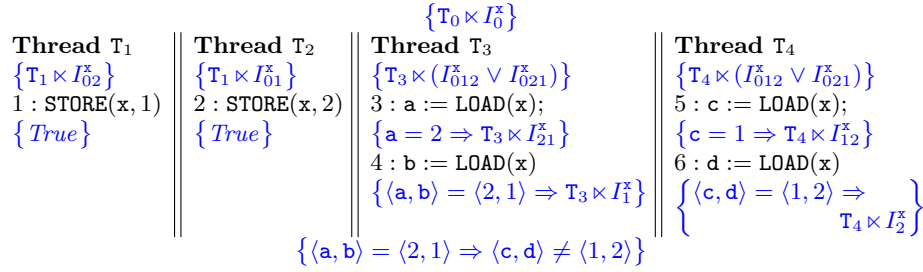 {T₀ ⋉ I₀ˣ}
Thread T₁
{T₁ ⋉ I₀₂ˣ}
1 : STORE(x, 1)
{True}
Thread T₂
{T₁ ⋉ I₀₁ˣ}
2 : STORE(x, 2)
{True}
Thread T₃
{T₃ ⋉ (I₀₁₂ˣ ∨ I₀₂₁ˣ)}
3 : a := LOAD(x);
{a = 2 ⇒ T₃ ⋉ I₂₁ˣ}
4 : b := LOAD(x)
{⟨a, b⟩ = ⟨2, 1⟩ ⇒ T₃ ⋉ I₁ˣ}
Thread T₄
{T₄ ⋉ (I₀₁₂ˣ ∨ I₀₂₁ˣ)}
5 : c := LOAD(x);
{c = 1 ⇒ T₄ ⋉ I₁₂ˣ}
6 : d := LOAD(x)
{⟨c, d⟩ = ⟨1, 2⟩ ⇒
T₄ ⋉ I₂ˣ}
{⟨a, b⟩ = ⟨2, 1⟩ ⇒ ⟨c, d⟩ ≠ ⟨1, 2⟩}